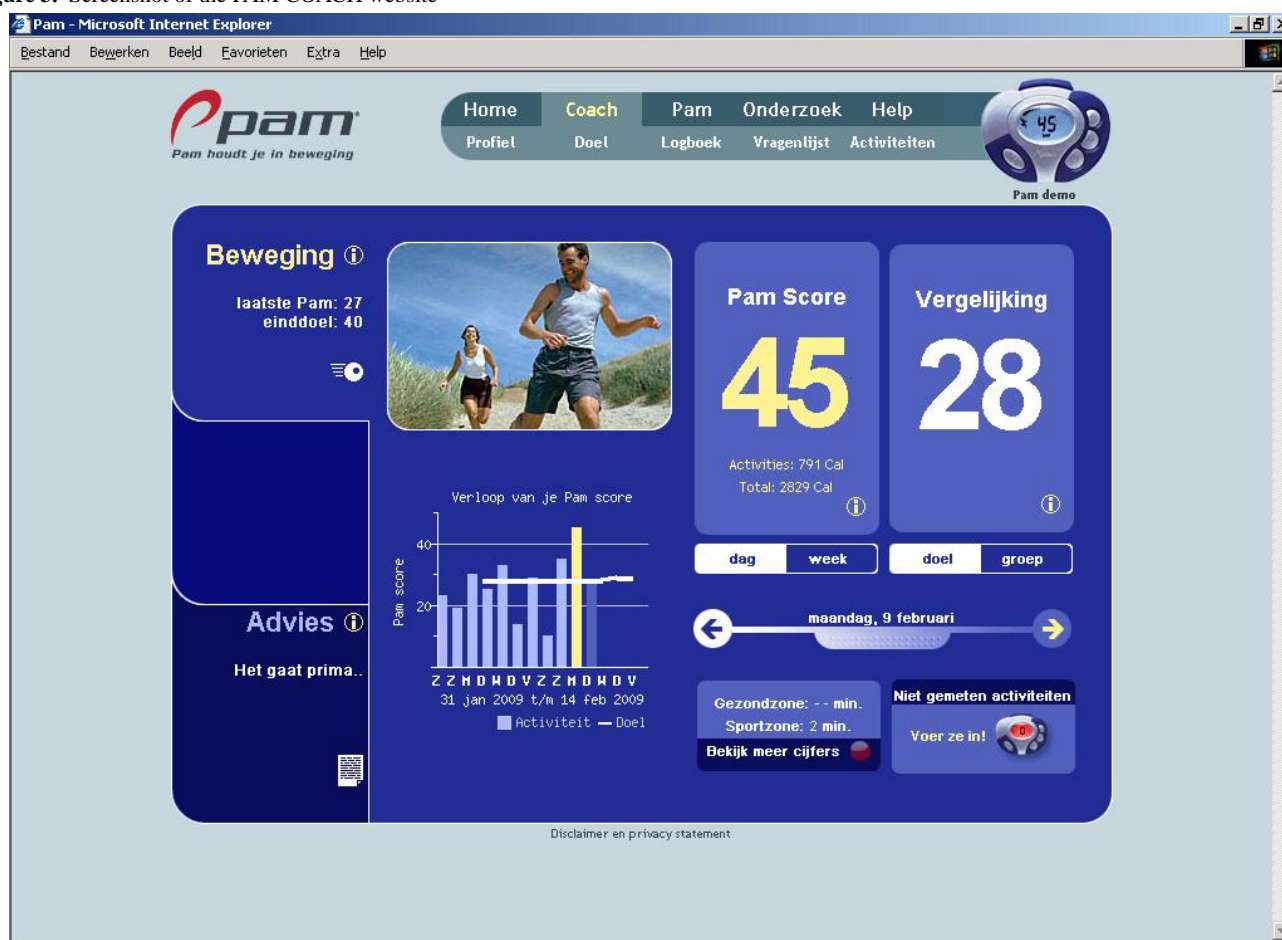 Screenshot of the PAM COACH website
Pam - Microsoft Internet Explorer
Bestand Bewerken Beeld Favorieten Extra Help
pam
Pam houdt je in beweging
Home Coach Pam Onderzoek Help
Profiel Doel Logboek Vragenlijst Activiteiten
45
Pam demo
Beweging
laatste Pam: 27
einddoel: 40
Advies
Het gaat prima..
Verloop van je Pam score
Pam score
40
20
Z Z M D W D V Z Z M D W D V
31 jan 2009 t/m 14 feb 2009
Activiteit Doel
Pam Score
45
Activities: 791 Cal
Total: 2829 Cal
dag week
Vergelijking
28
doel groep
maandag, 9 februari
Gezondzone: -- min.
Sportzone: 2 min.
Bekijk meer cijfers
Niet gemeten activiteiten
Voer ze in!
0
Disclaimer en privacy statement